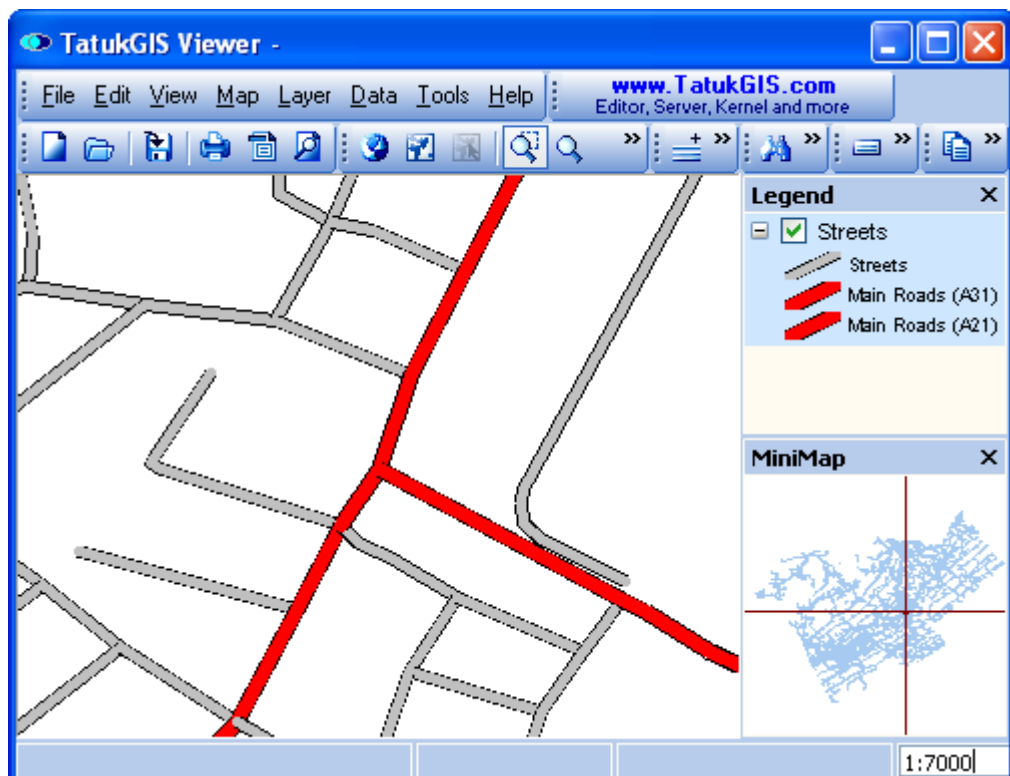 TatukGIS Viewer -
File Edit View Map Layer Data Tools Help
www.TatukGIS.com
Editor, Server, Kernel and more
Legend
Streets
Streets
Main Roads (A31)
Main Roads (A21)
MiniMap
1:7000